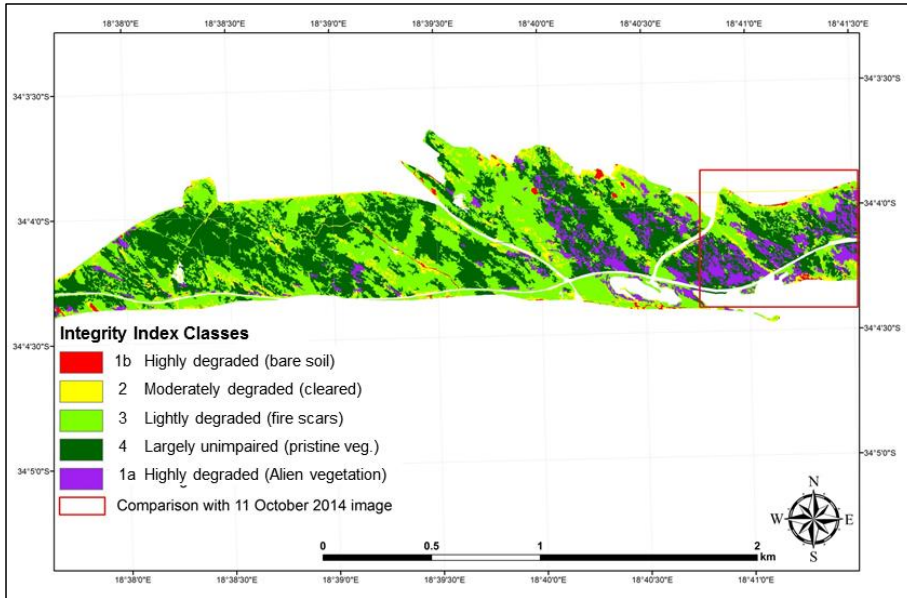 18°38'0"E 18°38'30"E 18°39'0"E 18°39'30"E 18°40'0"E 18°40'30"E 18°41'0"E 18°41'30"E
34°3'30"S 34°3'30"S
34°4'0"S 34°4'0"S
34°4'30"S 34°4'30"S
34°5'0"S 34°5'0"S
Integrity Index Classes
1b Highly degraded (bare soil)
2 Moderately degraded (cleared)
3 Lightly degraded (fire scars)
4 Largely unimpaired (pristine veg.)
1a Highly degraded (Alien vegetation)
Comparison with 11 October 2014 image
N
W E
S
0 0.5 1 2
km
18°38'0"E 18°38'30"E 18°39'0"E 18°39'30"E 18°40'0"E 18°40'30"E 18°41'0"E